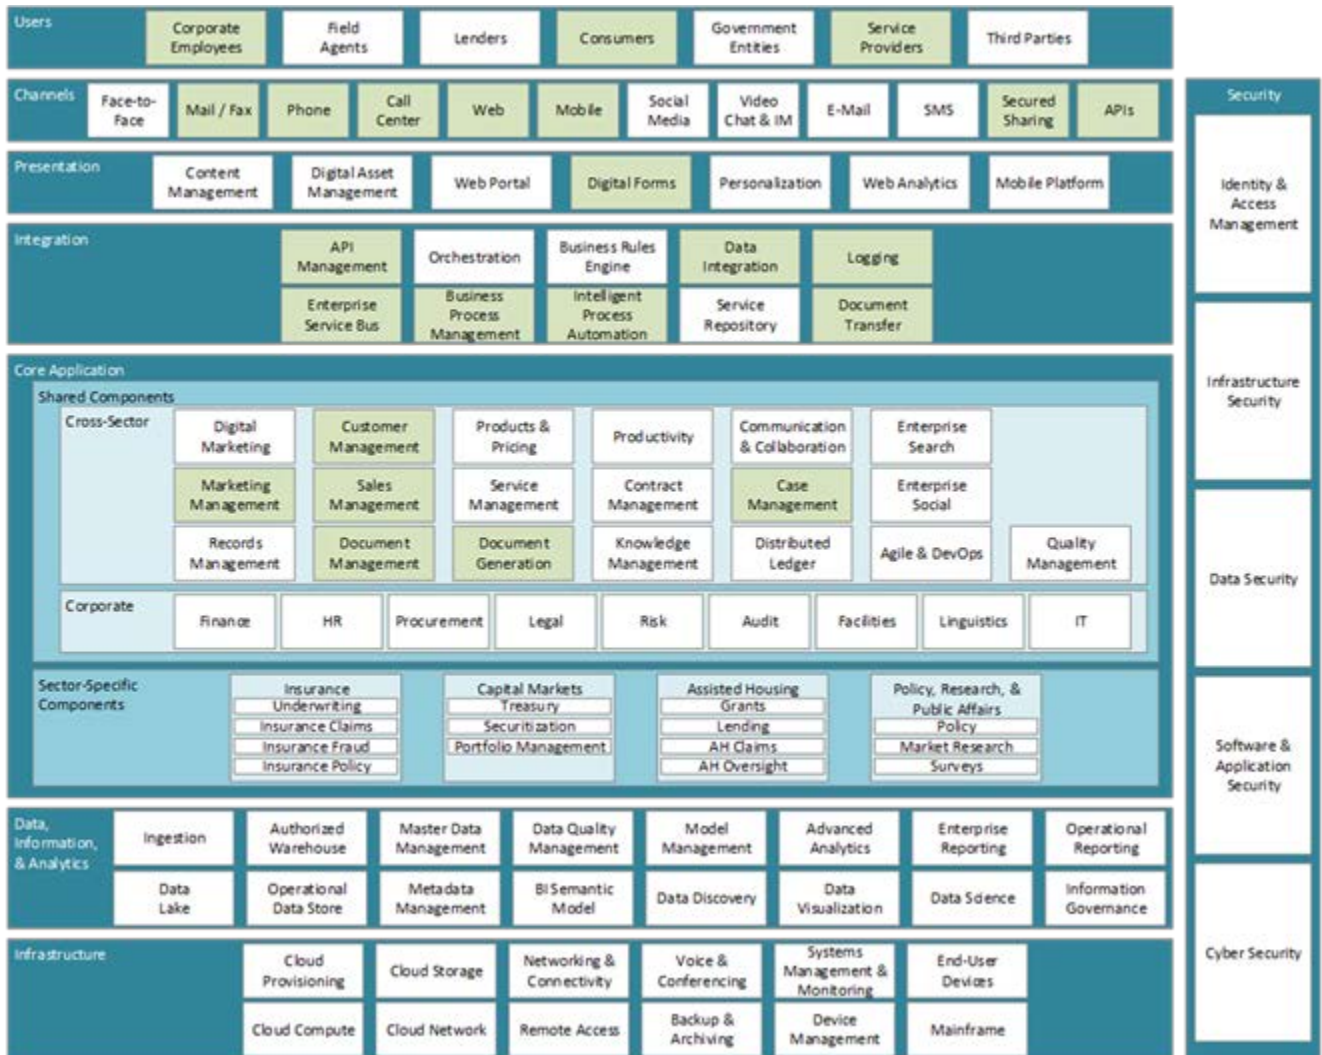 Users
Corporate
Employees
Field
Agents
Lenders
Consumers
Government
Entities
Service
Providers
Third Parties
Channels
Face-to-
Face
Mail / Fax
Phone
Call
Center
Web
Mobile
Social
Media
Video
Chat & IM
E-Mail
SMS
Secured
Sharing
APIs
Presentation
Content
Management
Digital Asset
Management
Web Portal
Digital Forms
Personalization
Web Analytics
Mobile Platform
Integration
API
Management
Orchestration
Business Rules
Engine
Data
Integration
Logging
Enterprise
Service Bus
Business
Process
Management
Intelligent
Process
Automation
Service
Repository
Document
Transfer
Core Application
Shared Components
Cross-Sector
Digital
Marketing
Customer
Management
Products &
Pricing
Productivity
Communication
& Collaboration
Enterprise
Search
Marketing
Management
Sales
Management
Service
Management
Contract
Management
Case
Management
Enterprise
Social
Records
Management
Document
Management
Document
Generation
Knowledge
Management
Distributed
Ledger
Agile & DevOps
Quality
Management
Corporate
Finance
HR
Procurement
Legal
Risk
Audit
Facilities
Linguistics
IT
Sector-Specific
Components
Insurance
Underwriting
Insurance Claims
Insurance Fraud
Insurance Policy
Capital Markets
Treasury
Securitization
Portfolio Management
Assisted Housing
Grants
Lending
AH Claims
AH Oversight
Policy, Research, &
Public Affairs
Policy
Market Research
Surveys
Data,
Information,
& Analytics
Ingestion
Authorized
Warehouse
Master Data
Management
Data Quality
Management
Model
Management
Advanced
Analytics
Enterprise
Reporting
Operational
Reporting
Data
Lake
Operational
Data Store
Metadata
Management
BI Semantic
Model
Data Discovery
Data
Visualization
Data Science
Information
Governance
Infrastructure
Cloud
Provisioning
Cloud Storage
Networking &
Connectivity
Voice &
Conferencing
Systems
Management &
Monitoring
End-User
Devices
Cloud Compute
Cloud Network
Remote Access
Backup &
Archiving
Device
Management
Mainframe
Security
Identity &
Access
Management
Infrastructure
Security
Data Security
Software &
Application
Security
Cyber Security